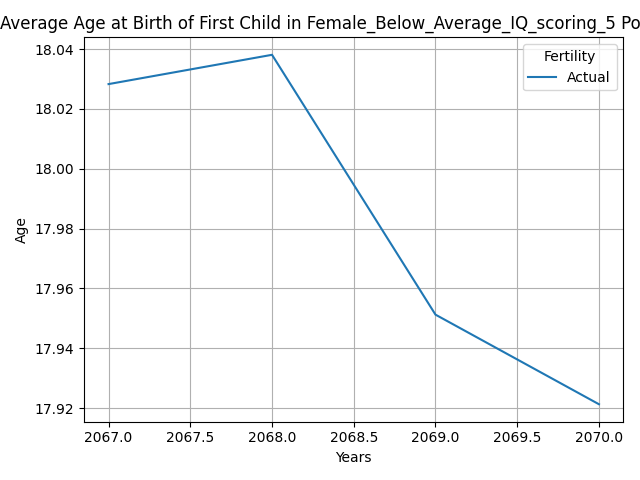 Average Age at Birth of First Child in Female_Below_Average_IQ_scoring_5 Po
18.04
18.02
18.00
17.98
17.96
17.94
17.92
Age
Fertility
Actual
2067.0 2067.5 2068.0 2068.5 2069.0 2069.5 2070.0
Years